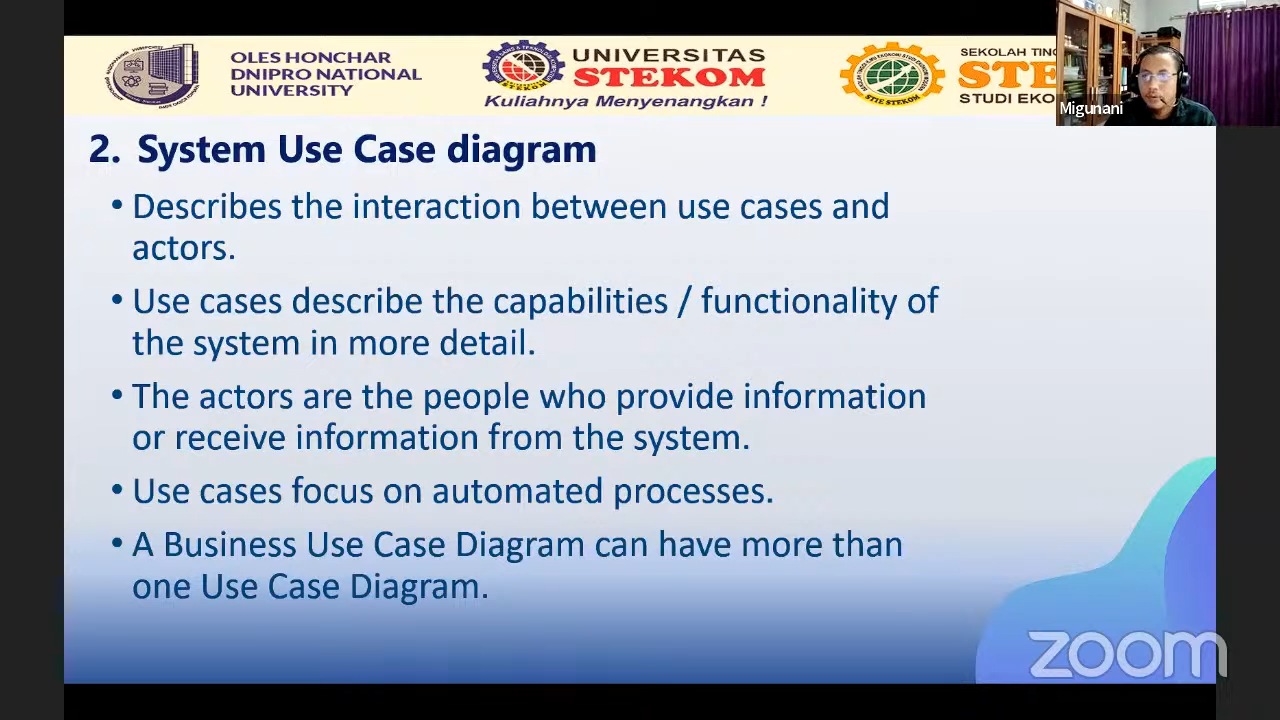 OLES HONCHAR
DNIPRO NATIONAL
UNIVERSITY
UNIVERSITAS
STEKOM
Kuliahnya Menyenangkan !
SEKOLAH TING
STE
STUDI EKO
Migunani
2. System Use Case diagram
• Describes the interaction between use cases and
actors.
• Use cases describe the capabilities / functionality of
the system in more detail.
• The actors are the people who provide information
or receive information from the system.
• Use cases focus on automated processes.
• A Business Use Case Diagram can have more than
one Use Case Diagram.
zoom